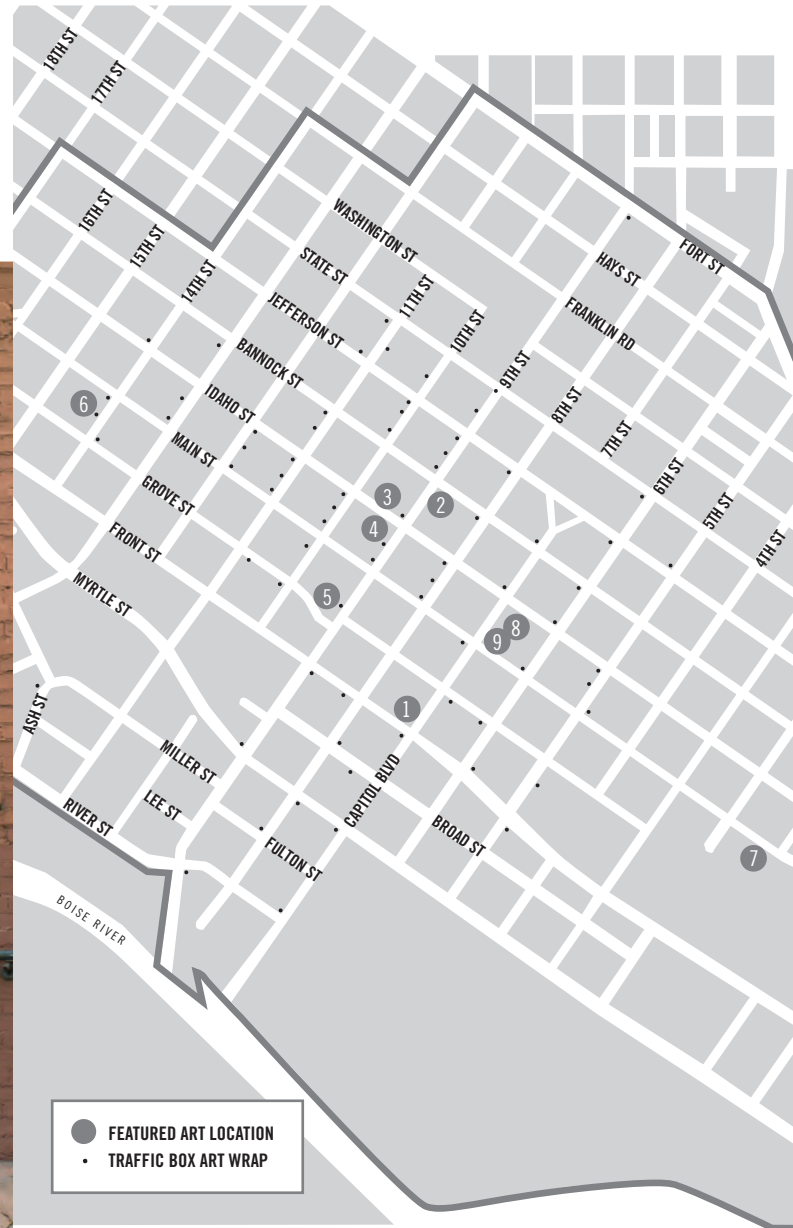 18TH ST
17TH ST
16TH ST
15TH ST
14TH ST
WASHINGTON ST
STATE ST
JEFFERSON ST
BANNOCK ST
IDAHO ST
MAIN ST
GROVE ST
FRONT ST
MYRTLE ST
11TH ST
10TH ST
9TH ST
8TH ST
7TH ST
6TH ST
5TH ST
4TH ST
FORT ST
HAYS ST
FRANKLIN RD
6
3
2
4
5
8
9
1
7
ASH ST
MILLER ST
LEE ST
RIVER ST
CAPITOL BLVD
BROAD ST
FULTON ST
BOISE RIVER
FEATURED ART LOCATION
TRAFFIC BOX ART WRAP